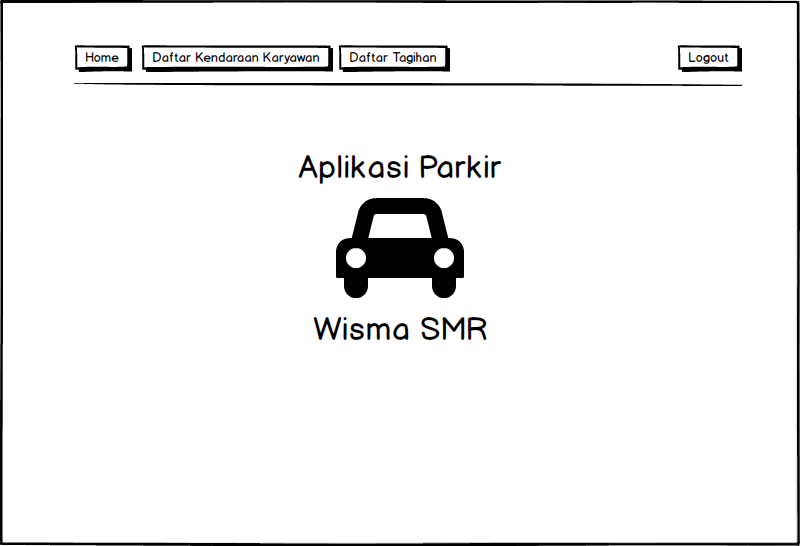 Home Daftar Kendaraan Karyawan Daftar Tagihan Logout
Aplikasi Parkir
Wisma SMR